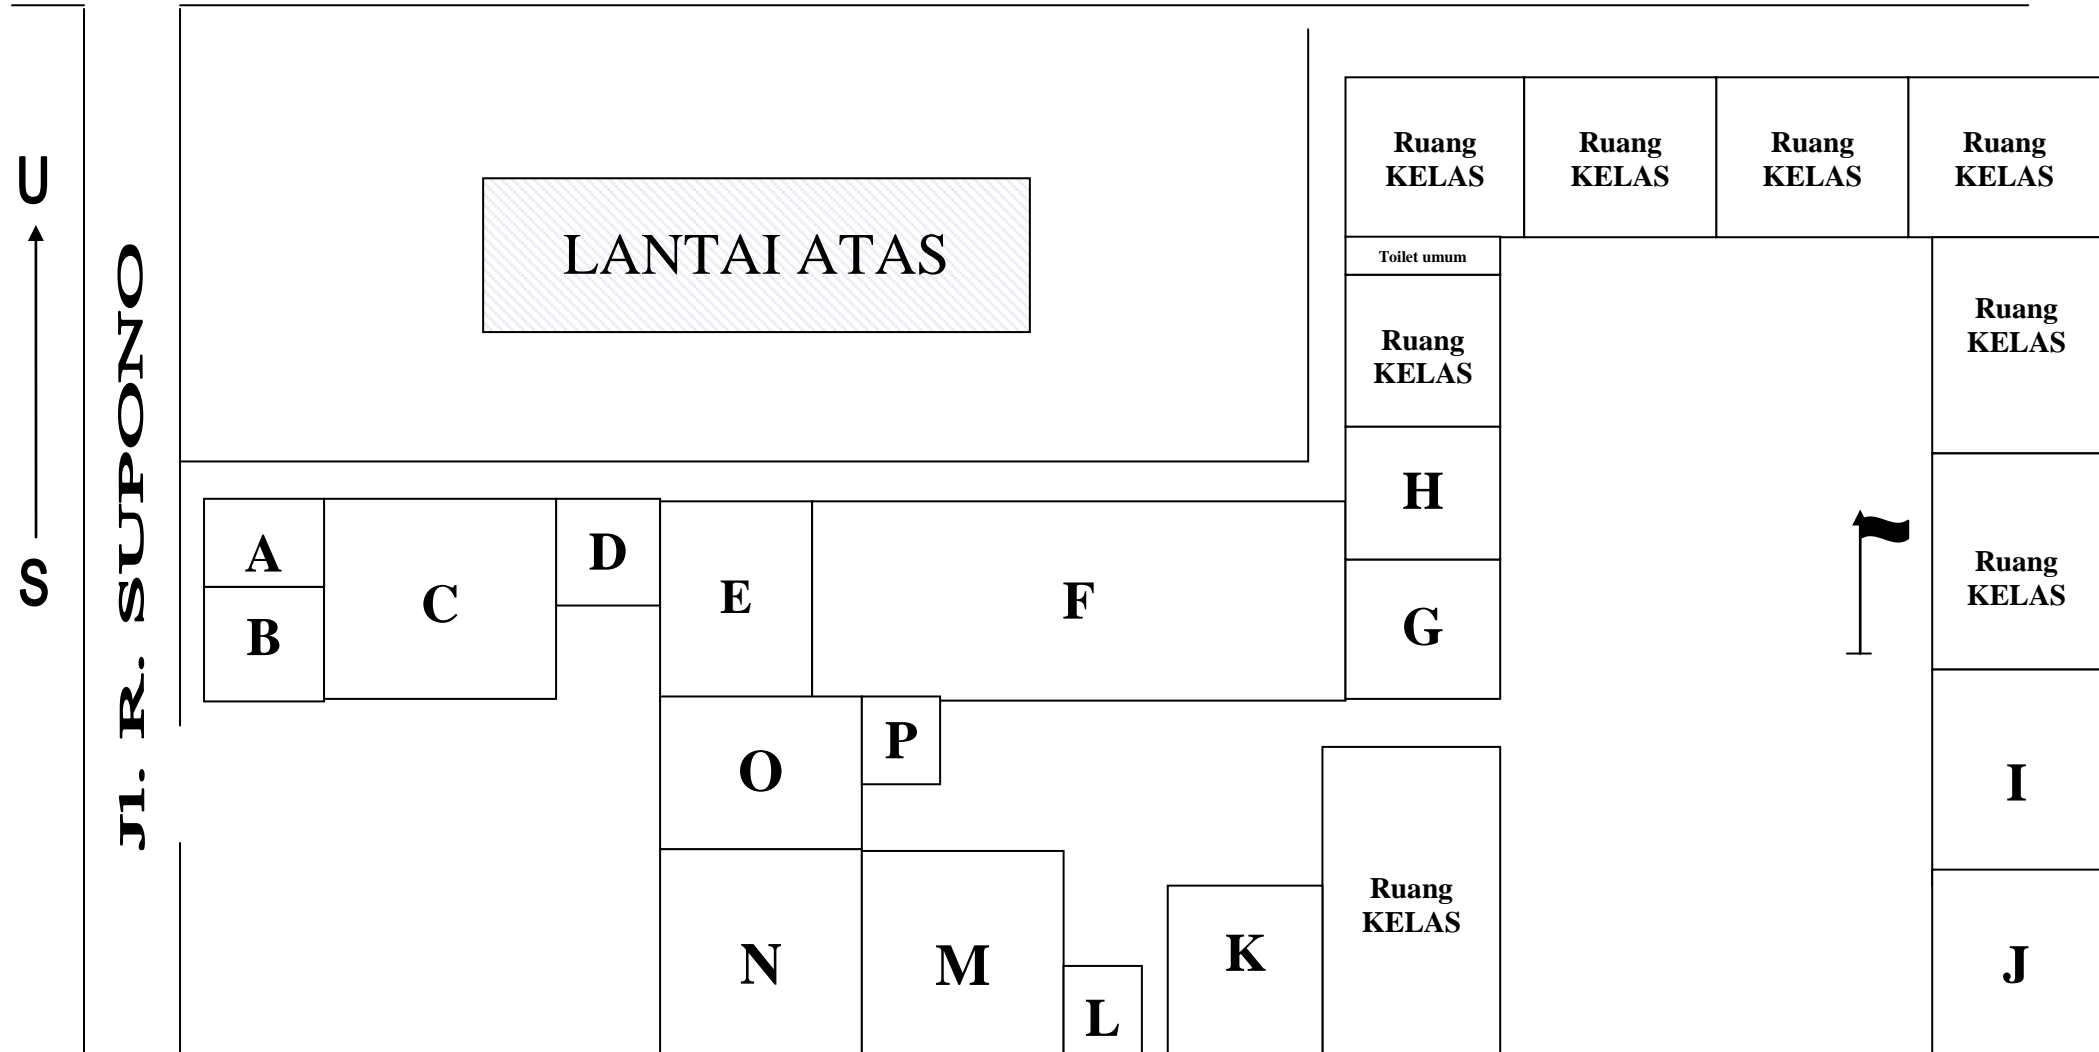 U
S
Jl. R. SUPONO
LANTAI ATAS
Ruang
KELAS
Ruang
KELAS
Ruang
KELAS
Ruang
KELAS
Toilet umum
Ruang
KELAS
Ruang
KELAS
H
A
B
C
D
E
F
G
Ruang
KELAS
O
P
I
N
M
L
K
Ruang
KELAS
J